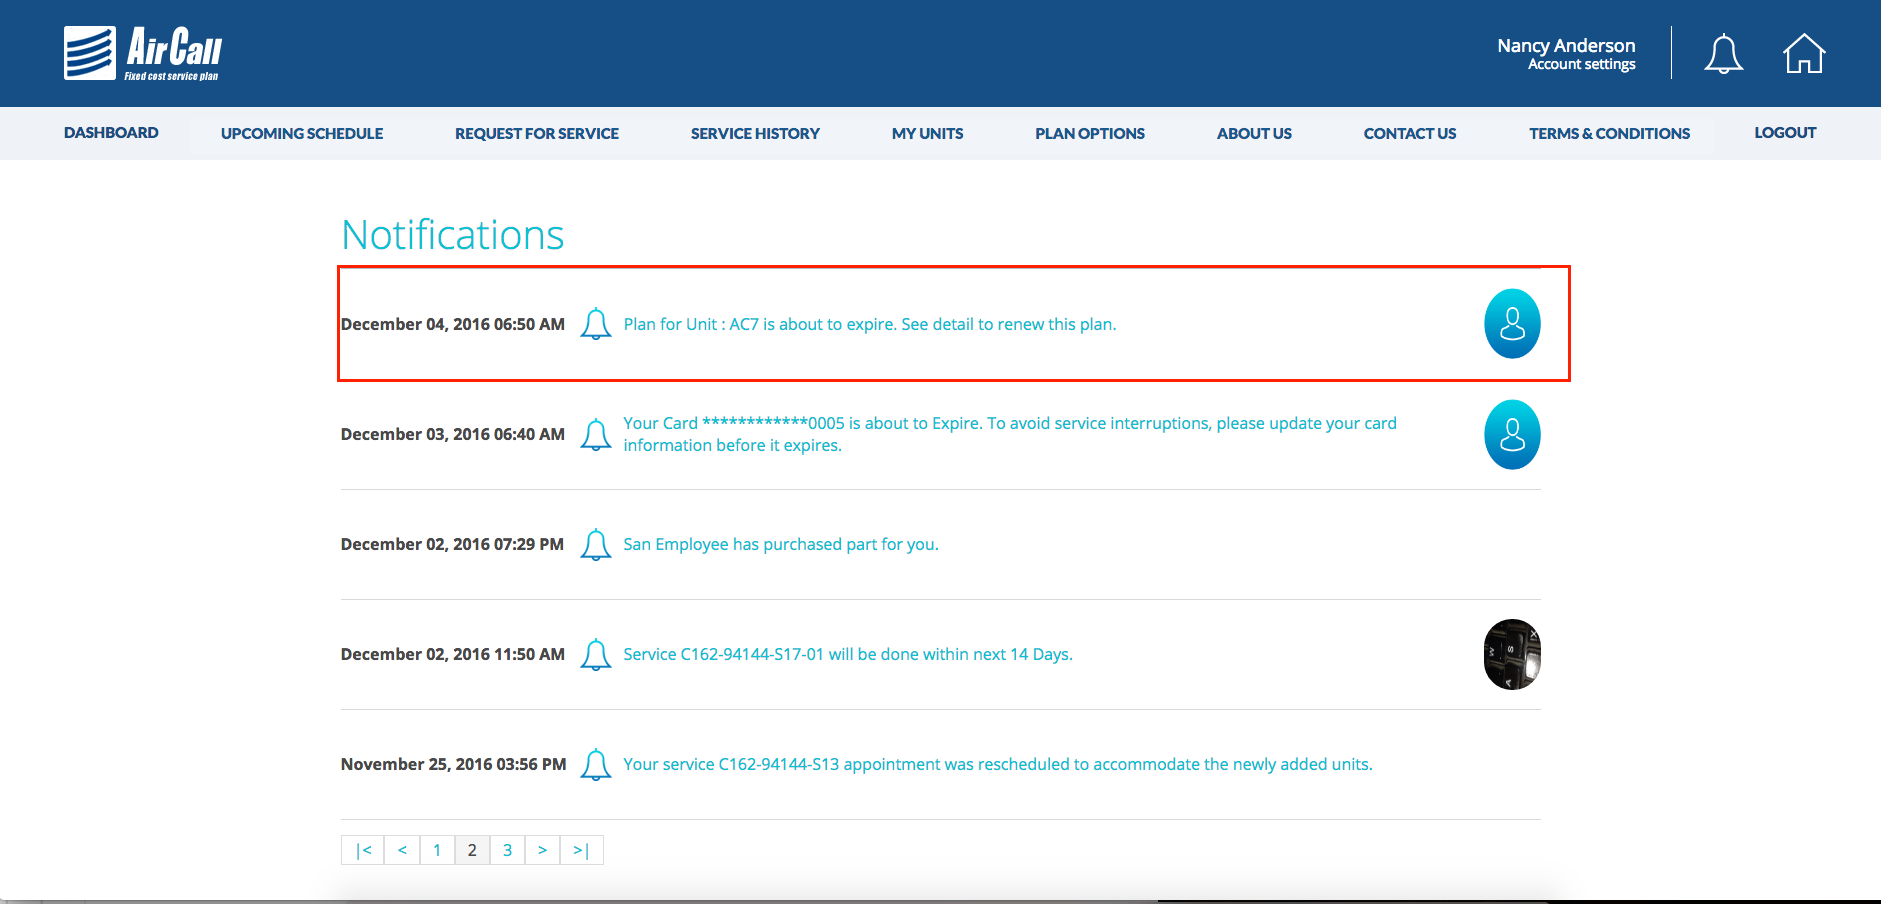 AirCall
Fixed cost service plan
Nancy Anderson
Account settings
DASHBOARD UPCOMING SCHEDULE REQUEST FOR SERVICE SERVICE HISTORY MY UNITS PLAN OPTIONS ABOUT US CONTACT US TERMS & CONDITIONS LOGOUT
Notifications
December 04, 2016 06:50 AM Plan for Unit : AC7 is about to expire. See detail to renew this plan.
December 03, 2016 06:40 AM Your Card ************0005 is about to Expire. To avoid service interruptions, please update your card
information before it expires.
December 02, 2016 07:29 PM San Employee has purchased part for you.
December 02, 2016 11:50 AM Service C162-94144-S17-01 will be done within next 14 Days.
W S X
A
November 25, 2016 03:56 PM Your service C162-94144-S13 appointment was rescheduled to accommodate the newly added units.
|< < 1 2 3 > >|